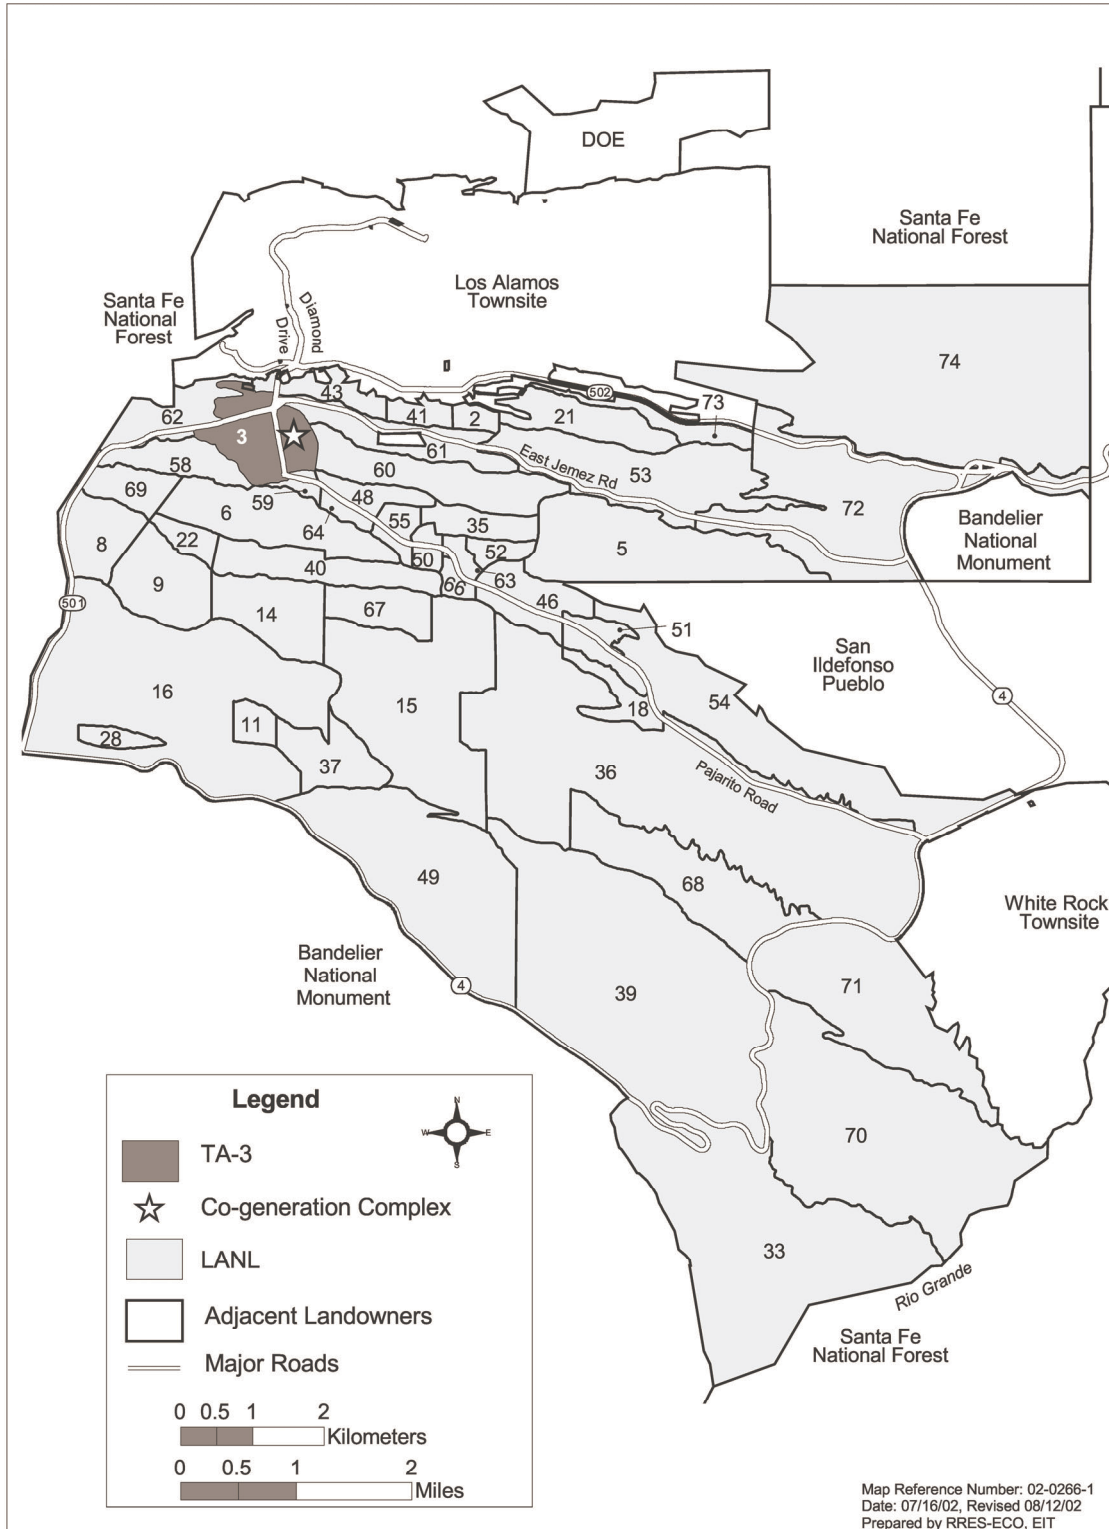 DOE
Santa Fe
National Forest
Los Alamos
Townsite
Santa Fe
National
Forest
Diamond
Drive
74
502
73
43
41
2
21
62
3
61
East Jemez Rd
53
60
58
72
69
59
48
6
64
55
35
Bandelier
National
Monument
8
22
50
52
5
40
63
9
66
46
501
14
67
51
San
Ildefonso
Pueblo
16
15
18
54
4
11
28
37
36
Pajarito Road
49
68
White Rock
Townsite
Bandelier
National
Monument
4
39
71
70
33
Rio Grande
Santa Fe
National Forest
Legend
N
W E
S
TA-3
Co-generation Complex
LANL
Adjacent Landowners
Major Roads
0 0.5 1 2
Kilometers
0 0.5 1 2
Miles
Map Reference Number: 02-0266-1
Date: 07/16/02, Revised 08/12/02
Prepared by RRES-ECO, EIT